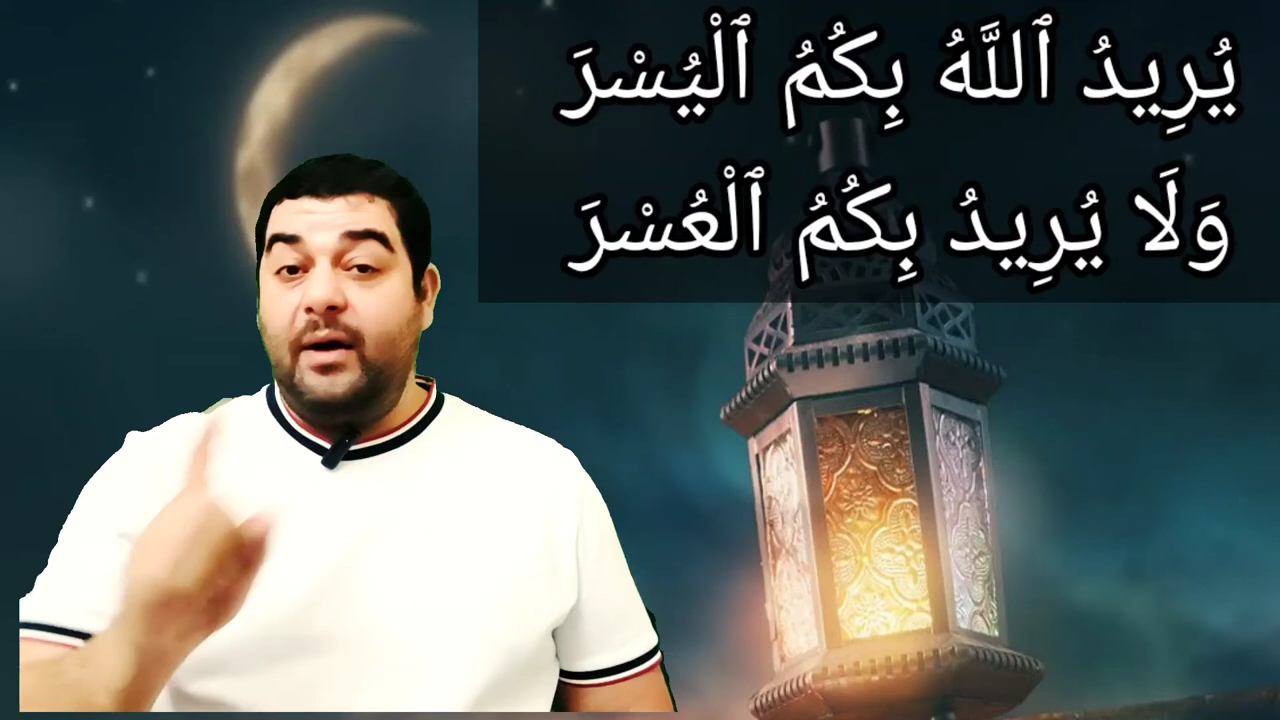 يُرِيدُ ٱللَّهُ بِكُمُ ٱلْيُسْرَ
وَلَا يُرِيدُ بِكُمُ ٱلْعُسْرَ